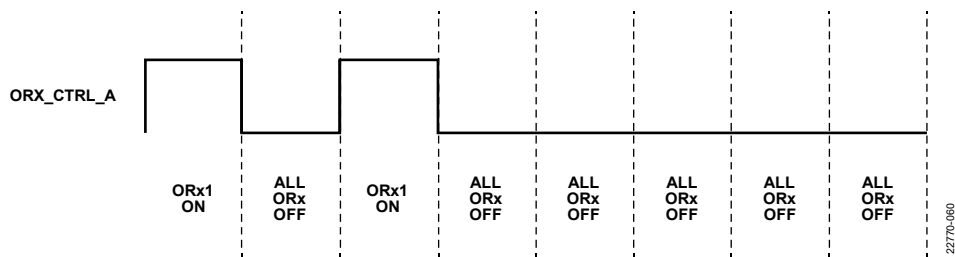 ORX_CTRL_A
ORx1
ON
ALL
ORx
OFF
ORx1
ON
ALL
ORx
OFF
ALL
ORx
OFF
ALL
ORx
OFF
ALL
ORx
OFF
ALL
ORx
OFF
22770-060